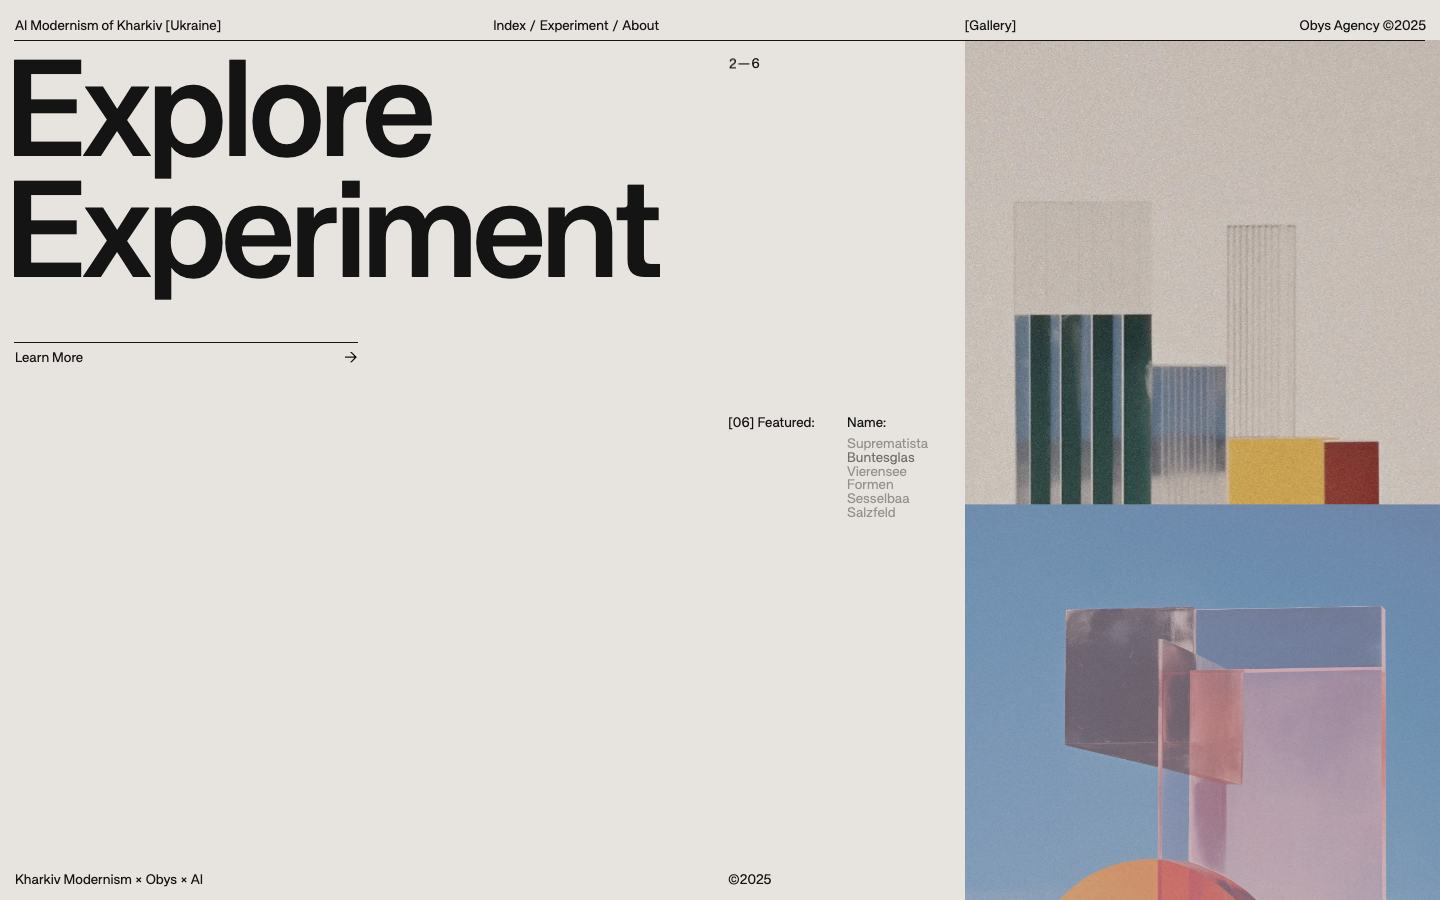 AI Modernism of Kharkiv [Ukraine]
Index / Experiment / About
[Gallery]
Obys Agency ©2025
Explore
Experiment
2—6
Learn More →
[06] Featured:
Name:
Suprematista
Buntesglas
Vierensee
Formen
Sesselbaa
Salzfeld
Kharkiv Modernism × Obys × AI
©2025